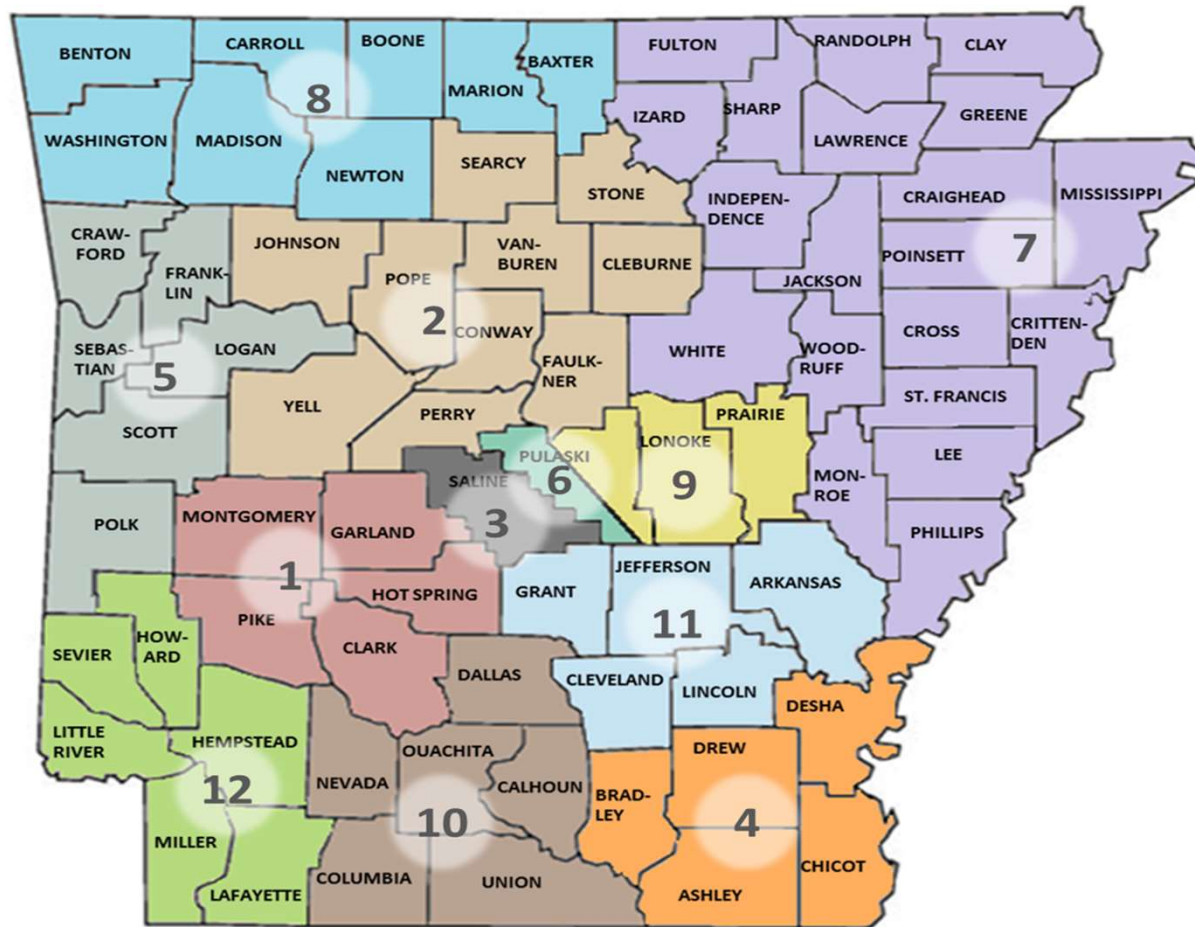 BENTON
CARROLL
BOONE
MARION
BAXTER
FULTON
RANDOLPH
CLAY
8
IZARD
SHARP
GREENE
WASHINGTON
MADISON
NEWTON
SEARCY
LAWRENCE
STONE
INDEPEN-
DENCE
CRAIGHEAD
MISSISSIPPI
CRAW-
FORD
FRANK-
LIN
JOHNSON
POPE
VAN-
BUREN
CLEBURNE
JACKSON
POINSETT
7
2
SEBAS-
TIAN
LOGAN
CONWAY
WHITE
WOOD-
RUFF
CROSS
CRITTEN-
DEN
5
YELL
PERRY
FAULK-
NER
ST. FRANCIS
SCOTT
PULASKI
LONOKE
PRAIRIE
LEE
SALINE
6
9
MON-
ROE
POLK
MONTGOMERY
GARLAND
3
PHILLIPS
1
HOT SPRING
GRANT
JEFFERSON
ARKANSAS
HOW-
ARD
PIKE
11
SEVIER
CLARK
DALLAS
CLEVELAND
LINCOLN
LITTLE
RIVER
DESHA
HEMPSTEAD
NEVADA
OUACHITA
CALHOUN
DREW
12
10
BRAD-
LEY
4
MILLER
LAFAYETTE
COLUMBIA
UNION
ASHLEY
CHICOT